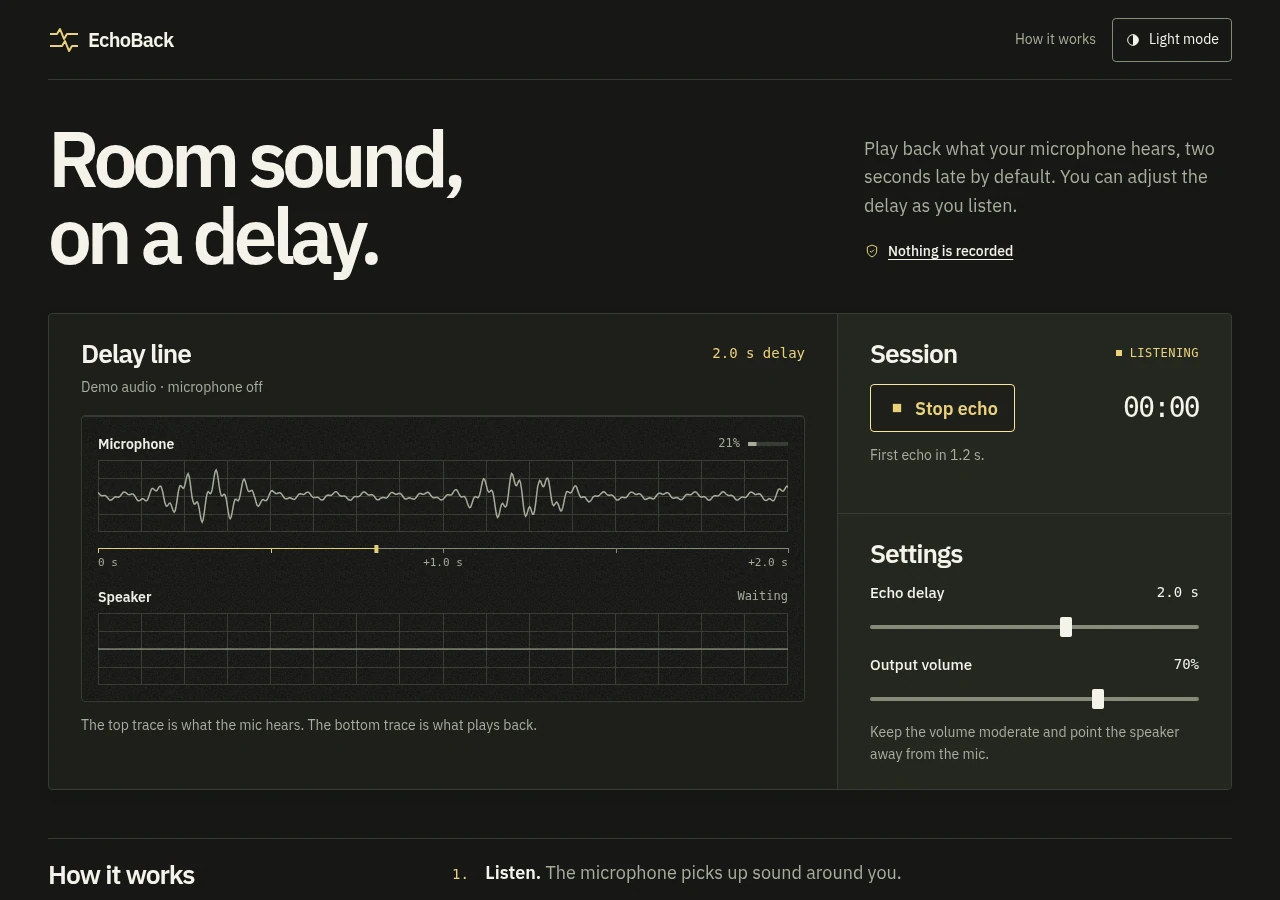 EchoBack
How it works
Light mode
Room sound,
on a delay.
Play back what your microphone hears, two
seconds late by default. You can adjust the
delay as you listen.
Nothing is recorded
Delay line
2.0 s delay
Demo audio · microphone off
Microphone
21%
0 s
+1.0 s
+2.0 s
Speaker
Waiting
The top trace is what the mic hears. The bottom trace is what plays back.
Session
LISTENING
Stop echo
00:00
First echo in 1.2 s.
Settings
Echo delay
2.0 s
Output volume
70%
Keep the volume moderate and point the speaker
away from the mic.
How it works
1. Listen. The microphone picks up sound around you.